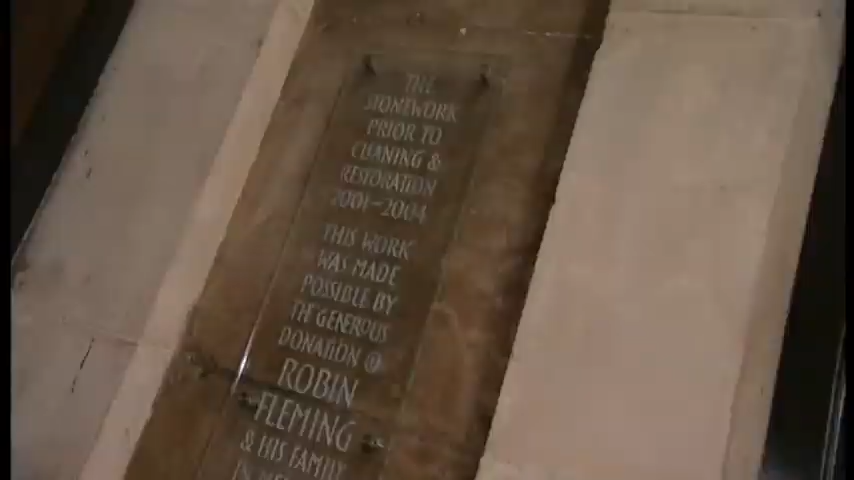 THE
STONEWORK
PRIOR TO
CLEANING &
RESTORATION
2001-2004
THIS WORK
WAS MADE
POSSIBLE BY
THE GENEROUS
DONATION OF
ROBIN
FLEMING
& HIS FAMILY
IN